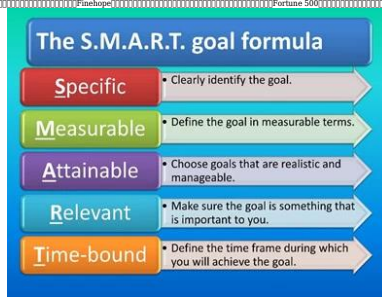 Finehope Fortune 500
The S.M.A.R.T. goal formula
Specific
• Clearly identify the goal.
Measurable
• Define the goal in measurable terms.
Attainable
• Choose goals that are realistic and
manageable.
Relevant
• Make sure the goal is something that
is important to you.
Time-bound
• Define the time frame during which
you will achieve the goal.